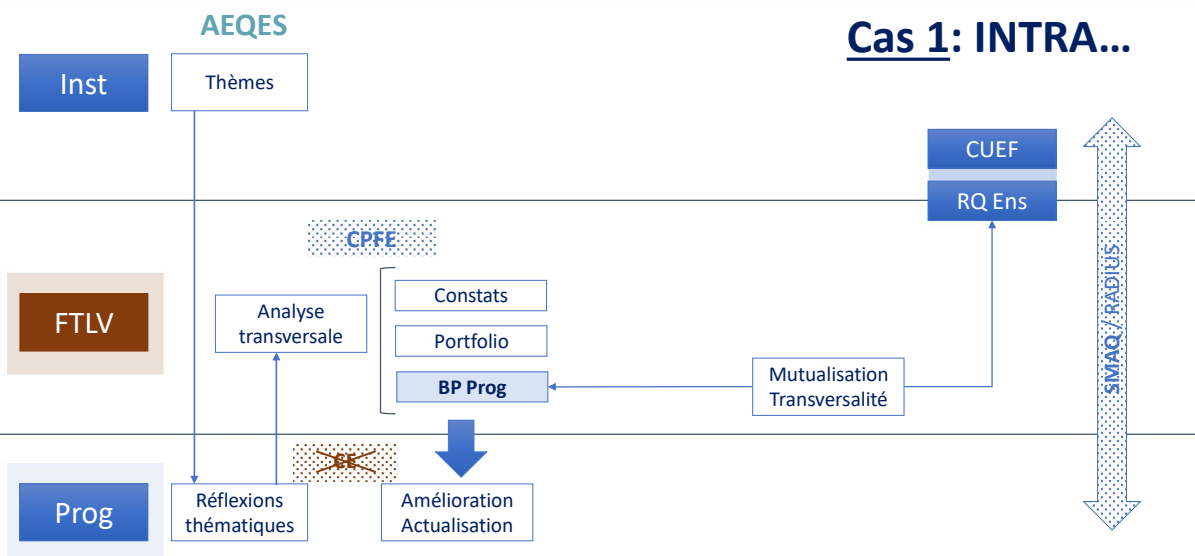 AEQES
Cas 1: INTRA…
Inst
Thèmes
CUEF
RQ Ens
CPFE
Constats
FTLV
Analyse
transversale
Portfolio
BP Prog
Mutualisation
Transversalité
SMAQ / RADIUS
CE
Prog
Réflexions
thématiques
Amélioration
Actualisation